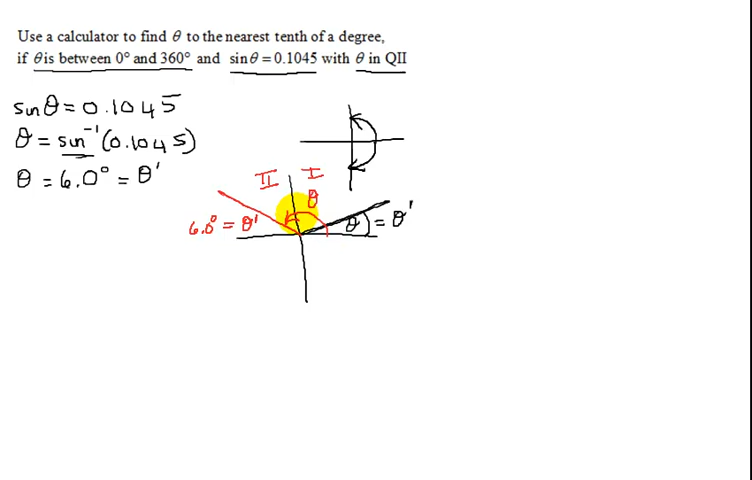 Use a calculator to find θ to the nearest tenth of a degree,
if θ is between 0° and 360° and sin θ = 0.1045 with θ in QII
sin θ = 0.1045
θ = sin⁻¹(0.1045)
θ = 6.0° = θ'
II I
θ
6.0° = θ' θ = θ'